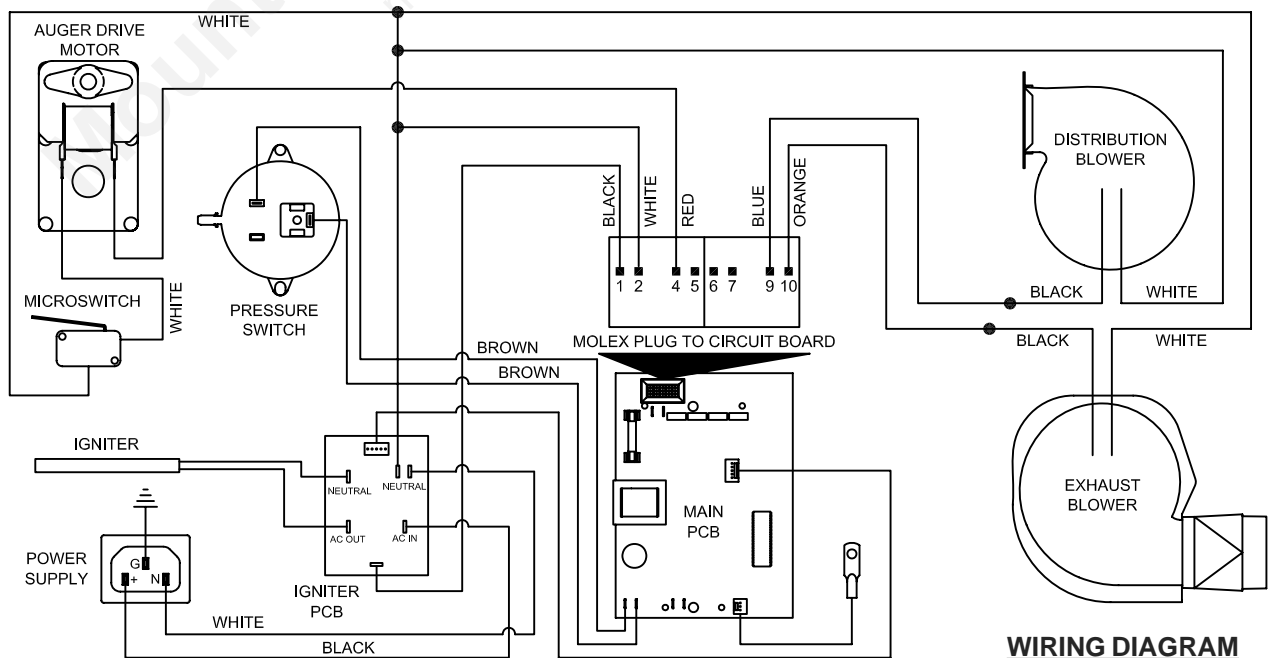 WHITE
AUGER DRIVE
MOTOR
MICROSWITCH
WHITE
PRESSURE
SWITCH
BLACK
WHITE
RED
BLUE
ORANGE
1 2 4 5 6 7 9 10
MOLEX PLUG TO CIRCUIT BOARD
DISTRIBUTION
BLOWER
BLACK
WHITE
BLACK
WHITE
BROWN
BROWN
IGNITER
NEUTRAL
NEUTRAL
AC OUT
AC IN
IGNITER
PCB
POWER
SUPPLY
G
+ N
WHITE
BLACK
MAIN
PCB
EXHAUST
BLOWER
WIRING DIAGRAM